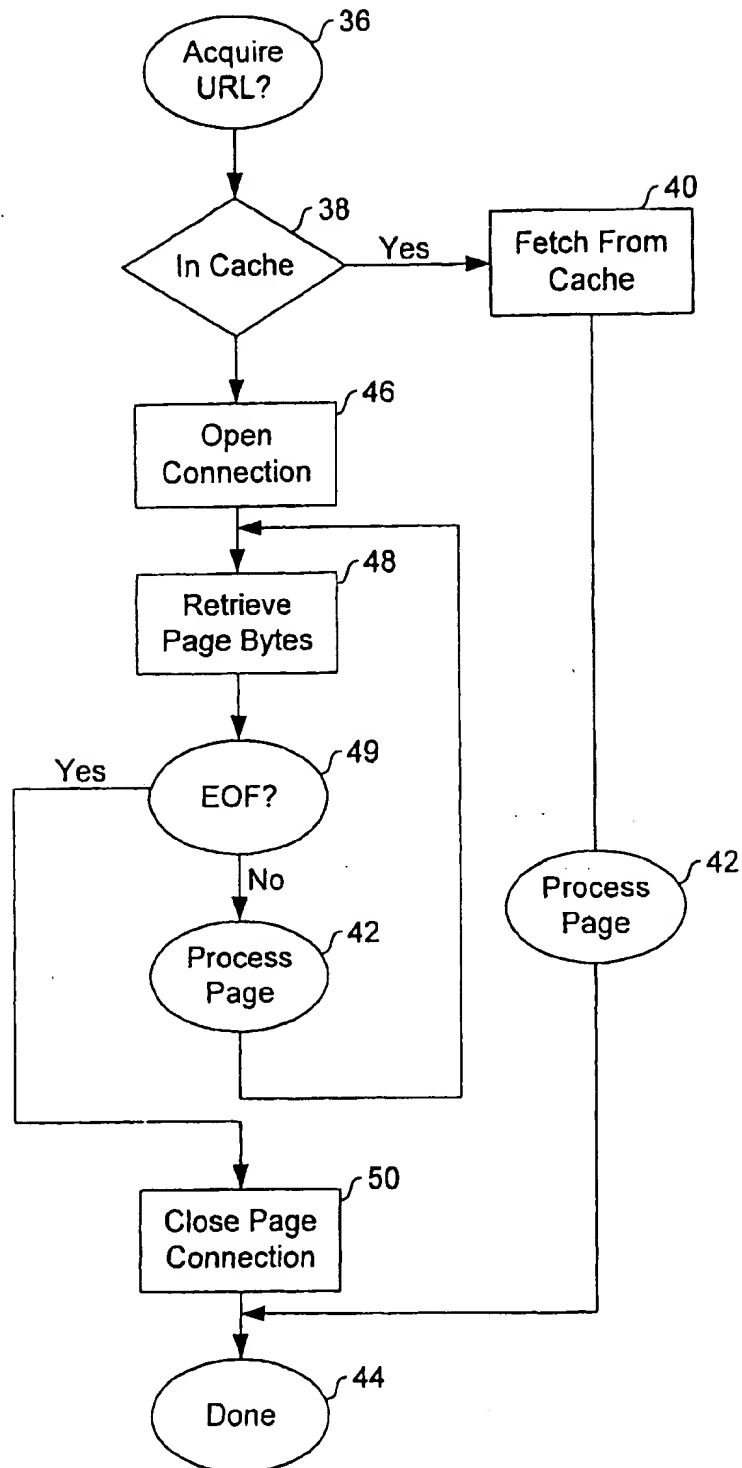 36
Acquire
URL?
38
In Cache
Yes
40
Fetch From
Cache
46
Open
Connection
48
Retrieve
Page Bytes
Yes
49
EOF?
No
42
Process
Page
42
Process
Page
50
Close Page
Connection
44
Done